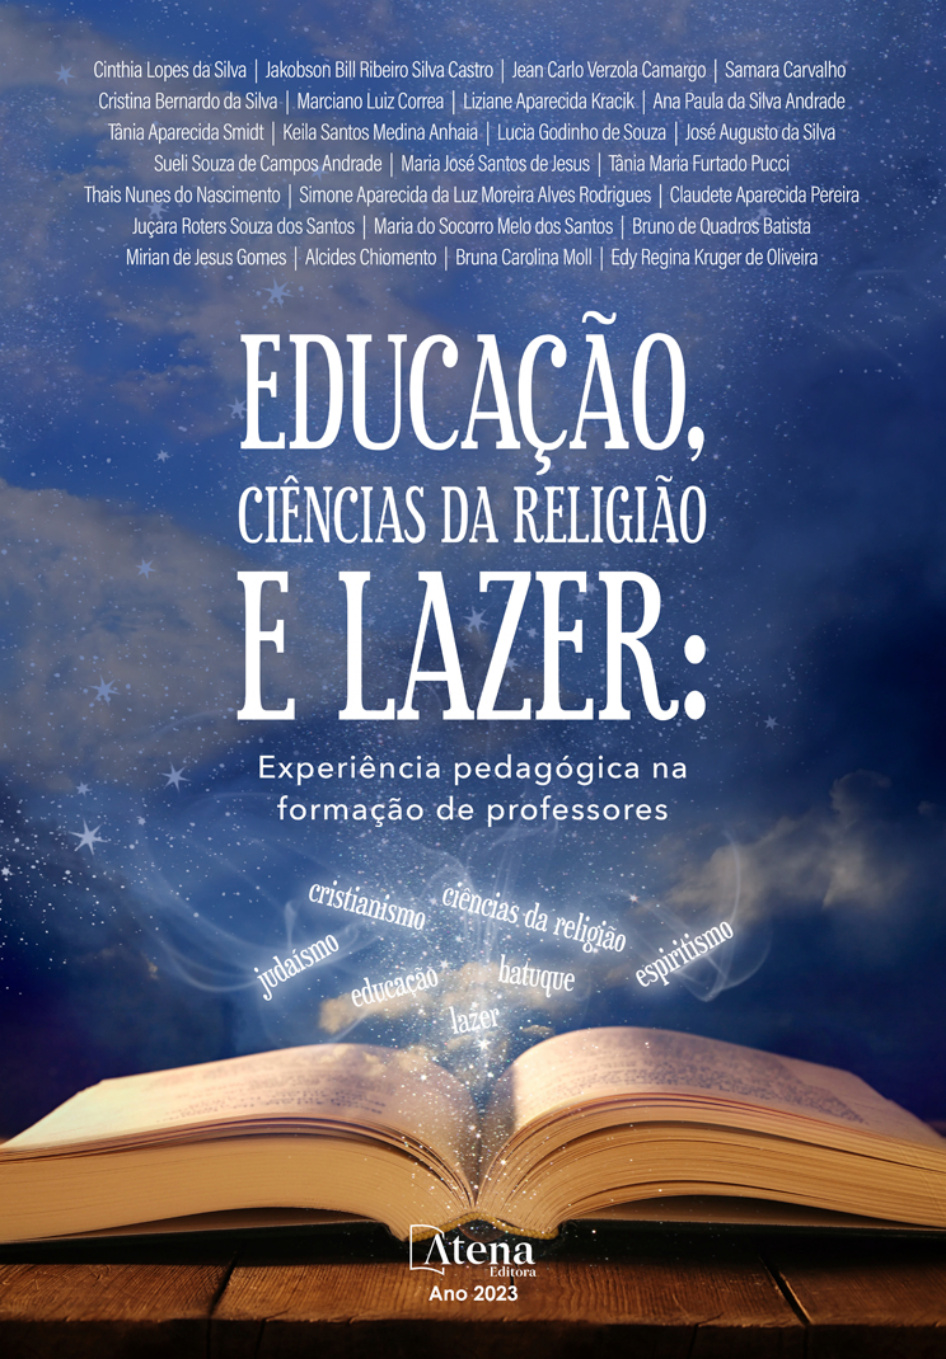 Cinthia Lopes da Silva | Jakobson Bill Ribeiro Silva Castro | Jean Carlo Verzola Camargo | Samara Carvalho
Cristina Bernardo da Silva | Marciano Luiz Correa | Liziane Aparecida Kracik | Ana Paula da Silva Andrade
Tânia Aparecida Smidt | Keila Santos Medina Anhaia | Lucia Godinho de Souza | José Augusto da Silva
Sueli Souza de Campos Andrade | Maria José Santos de Jesus | Tânia Maria Furtado Pucci
Thais Nunes do Nascimento | Simone Aparecida da Luz Moreira Alves Rodrigues | Claudete Aparecida Pereira
Juçara Roters Souza dos Santos | Maria do Socorro Melo dos Santos | Bruno de Quadros Batista
Mirian de Jesus Gomes | Alcides Chiomento | Bruna Carolina Moll | Edy Regina Kruger de Oliveira
EDUCAÇÃO,
CIÊNCIAS DA RELIGIÃO
E LAZER:
Experiência pedagógica na
formação de professores
cristianismo
ciências da religião
judaísmo
educação
batuque
espiritismo
lazer
Atena
Editora
Ano 2023